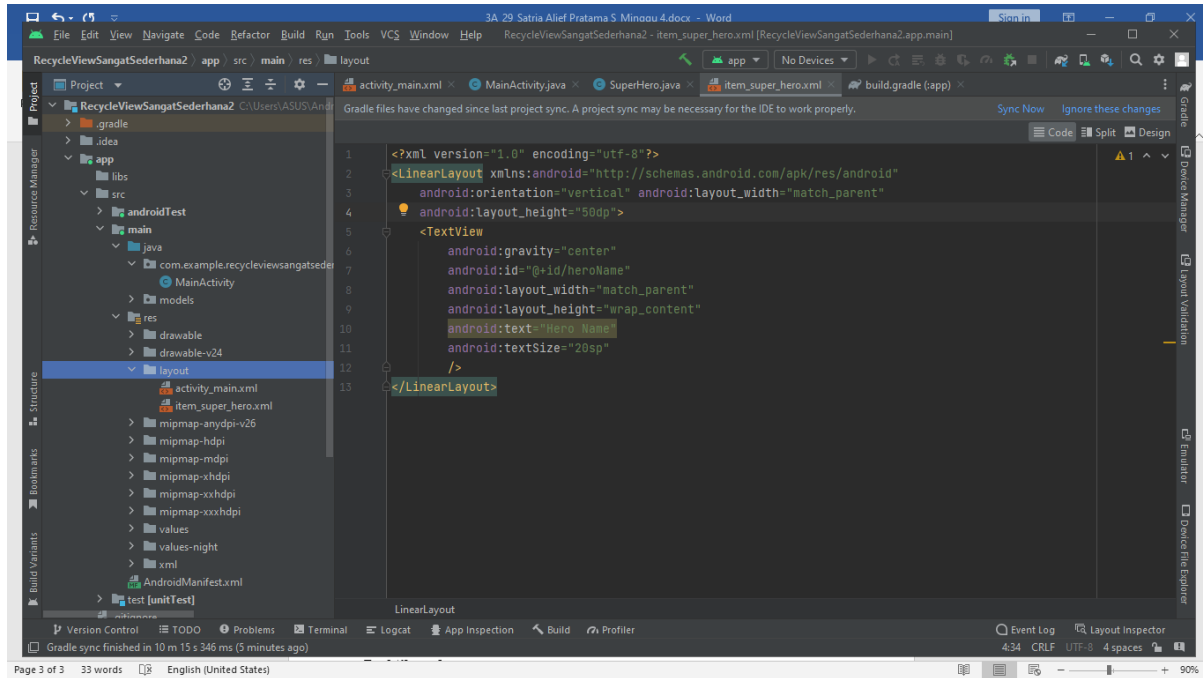 3A_29_Satria Alief Pratama S_Minggu 4.docx - Word
Sign in
File Edit View Navigate Code Refactor Build Run Tools VCS Window Help RecycleViewSangatSederhana2 - item_super_hero.xml [RecycleViewSangatSederhana2.app.main]
RecycleViewSangatSederhana2 app src main res layout
app No Devices
Project
activity_main.xml MainActivity.java SuperHero.java item_super_hero.xml build.gradle (:app)
Gradle files have changed since last project sync. A project sync may be necessary for the IDE to work properly. Sync Now Ignore these changes
Code Split Design
Project
Resource Manager
Structure
Bookmarks
Build Variants
RecycleViewSangatSederhana2 C:\Users\ASUS\Andr
.gradle
.idea
app
libs
src
androidTest
main
java
com.example.recycleviewsangatseder
MainActivity
models
res
drawable
drawable-v24
layout
activity_main.xml
item_super_hero.xml
mipmap-anydpi-v26
mipmap-hdpi
mipmap-mdpi
mipmap-xhdpi
mipmap-xxhdpi
mipmap-xxxhdpi
values
values-night
xml
AndroidManifest.xml
test [unitTest]
.gitignore
1 <?xml version="1.0" encoding="utf-8"?>
2 <LinearLayout xmlns:android="http://schemas.android.com/apk/res/android"
3 android:orientation="vertical" android:layout_width="match_parent"
4 android:layout_height="50dp">
5 <TextView
6 android:gravity="center"
7 android:id="@+id/heroName"
8 android:layout_width="match_parent"
9 android:layout_height="wrap_content"
10 android:text="Hero Name"
11 android:textSize="20sp"
12 />
13 </LinearLayout>
1
LinearLayout
Gradle
Device Manager
Layout Validation
Emulator
Device File Explorer
Version Control TODO Problems Terminal Logcat App Inspection Build Profiler Event Log Layout Inspector
Gradle sync finished in 10 m 15 s 346 ms (5 minutes ago) 4:34 CRLF UTF-8 4 spaces
Page 3 of 3 33 words English (United States) 90%